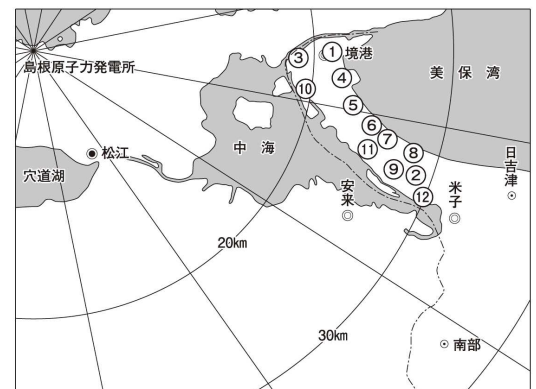 島根原子力発電所
①
境港
③
④
美保湾
⑩
⑤
⑥
⑦
中海
⑪
⑧
松江
⑨
②
日吉津
宍道湖
安来
⑫
米子
20km
30km
南部